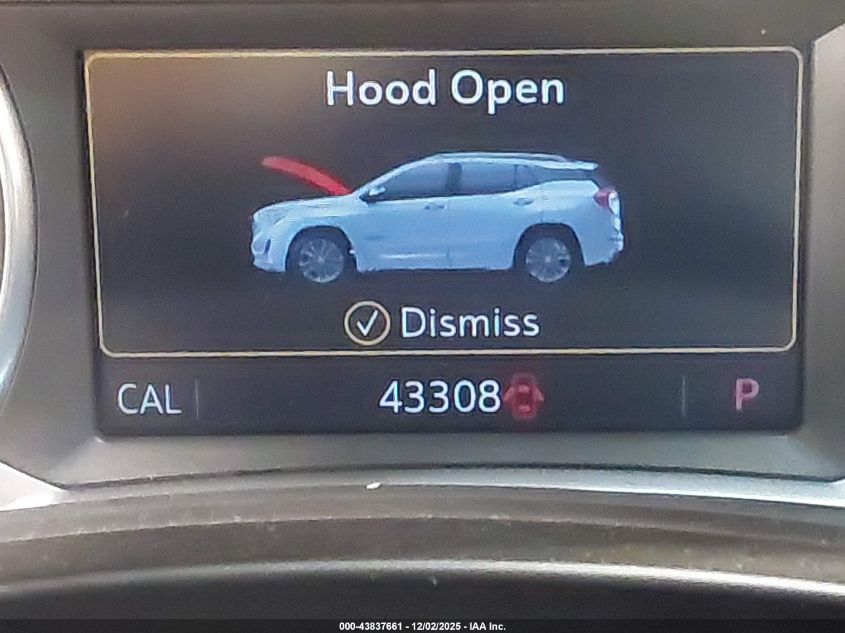 Hood Open
Dismiss
CAL 43308 P
000-43837661 - 12/02/2025 - IAA Inc.